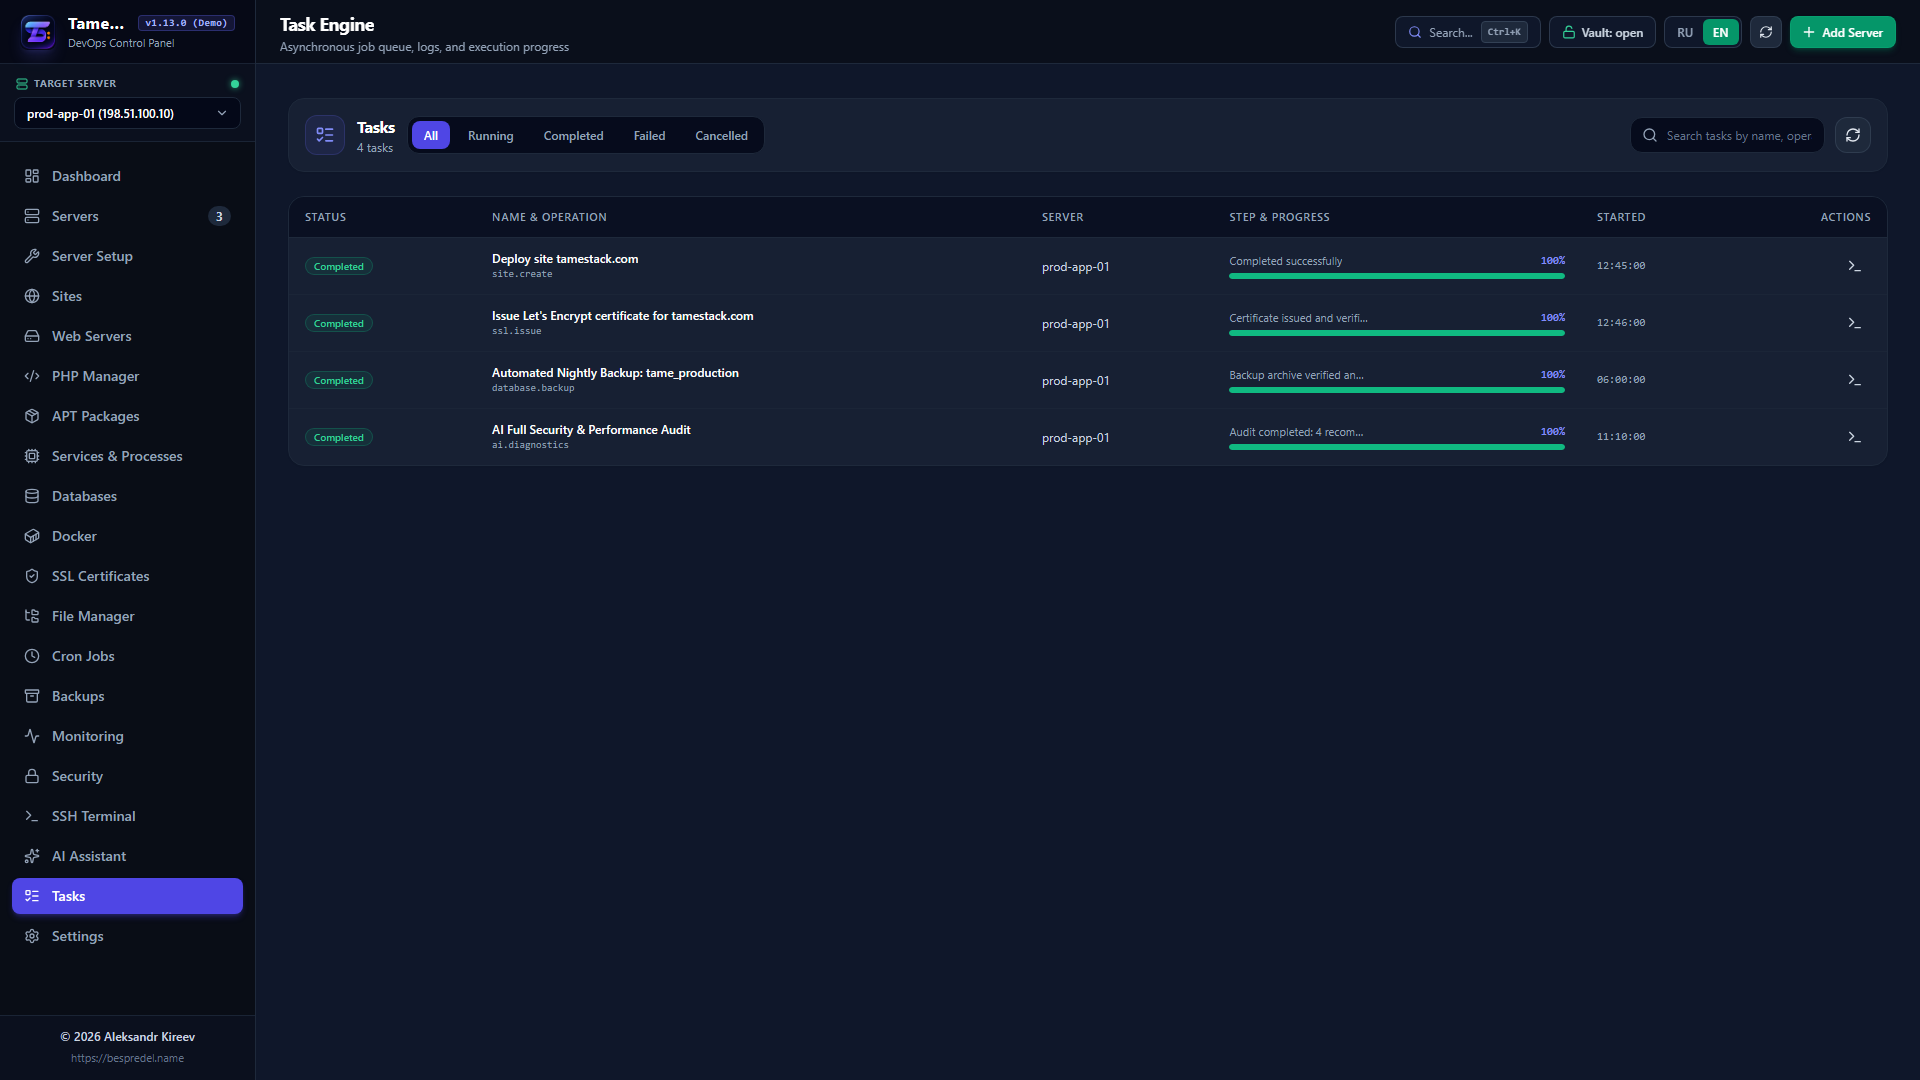 Tame...
v1.13.0 (Demo)
DevOps Control Panel
TARGET SERVER
prod-app-01 (198.51.100.10)
Dashboard
Servers
3
Server Setup
Sites
Web Servers
PHP Manager
APT Packages
Services & Processes
Databases
Docker
SSL Certificates
File Manager
Cron Jobs
Backups
Monitoring
Security
SSH Terminal
AI Assistant
Tasks
Settings
© 2026 Aleksandr Kireev
https://bespredel.name
Task Engine
Asynchronous job queue, logs, and execution progress
Search...
Ctrl+K
Vault: open
RU
EN
Add Server
Tasks
4 tasks
All
Running
Completed
Failed
Cancelled
Search tasks by name, oper
STATUS
NAME & OPERATION
SERVER
STEP & PROGRESS
STARTED
ACTIONS
Completed
Deploy site tamestack.com
site.create
prod-app-01
Completed successfully
100%
12:45:00
Completed
Issue Let's Encrypt certificate for tamestack.com
ssl.issue
prod-app-01
Certificate issued and verifi...
100%
12:46:00
Completed
Automated Nightly Backup: tame_production
database.backup
prod-app-01
Backup archive verified an...
100%
06:00:00
Completed
AI Full Security & Performance Audit
ai.diagnostics
prod-app-01
Audit completed: 4 recom...
100%
11:10:00